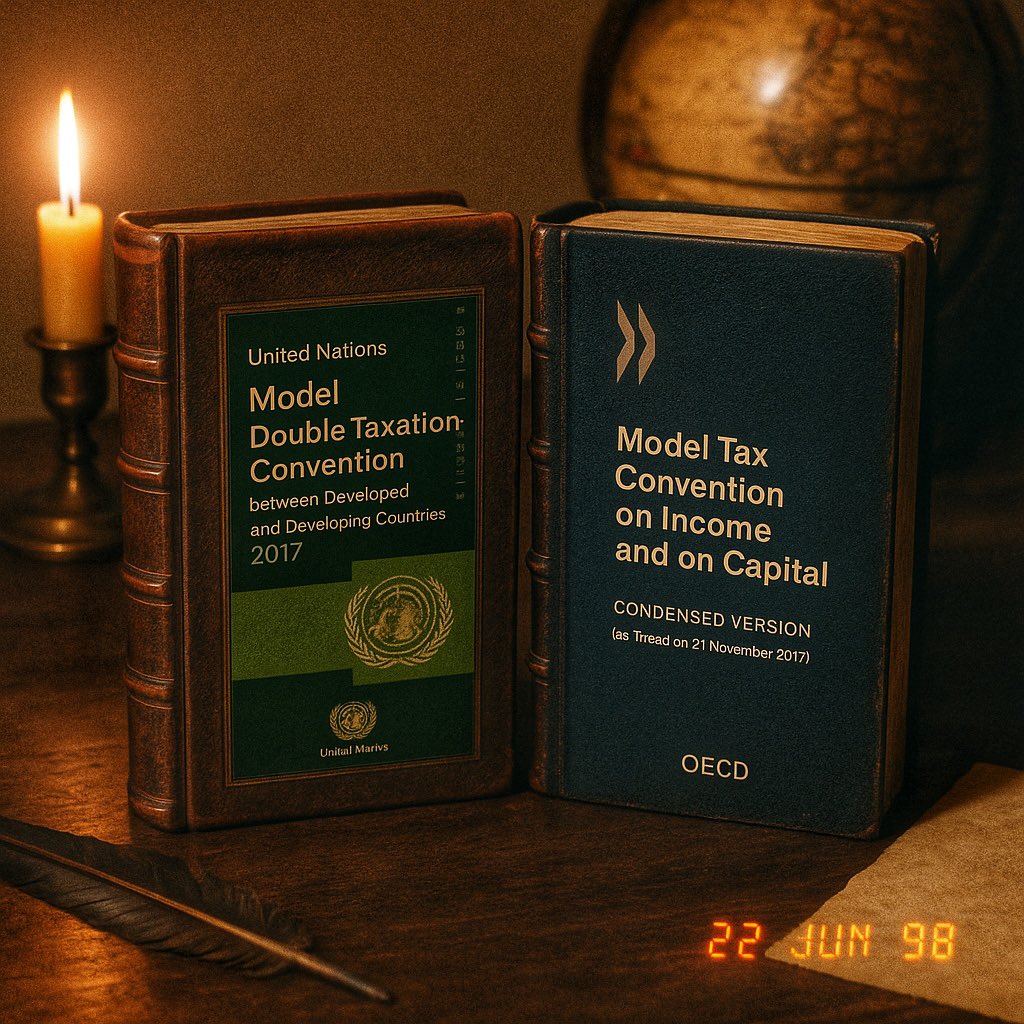 United Nations
Model
Double Taxation
Convention
between Developed
and Developing Countries
2017
Unital Marivs
Model Tax
Convention
on Income
and on Capital
CONDENSED VERSION
(as Trread on 21 November 2017)
OECD
22 JUN 98